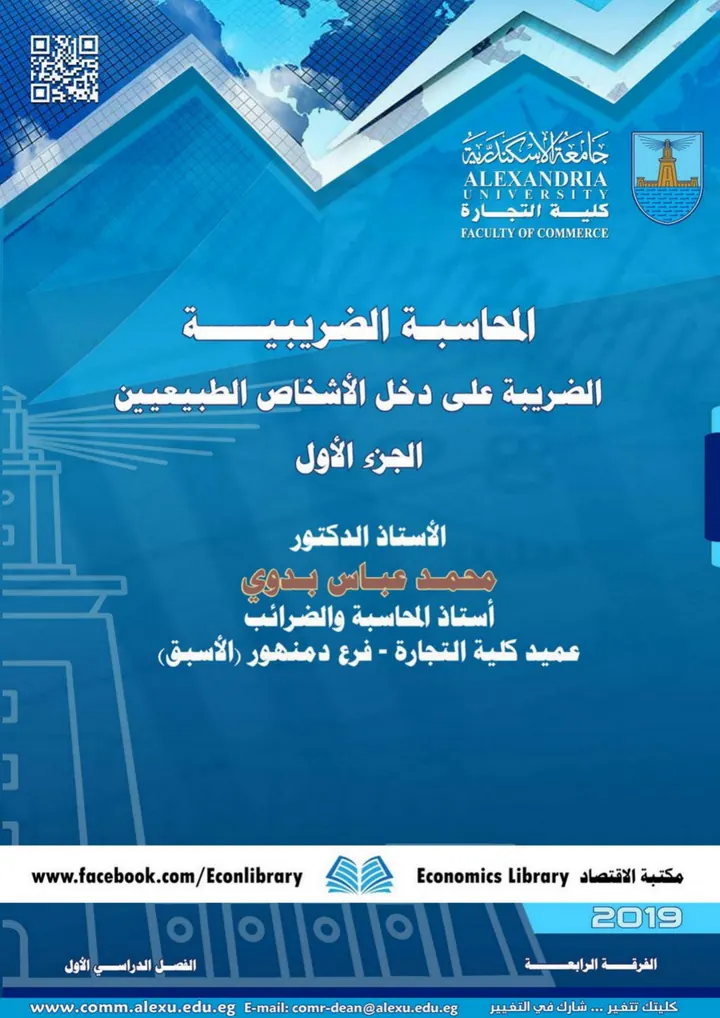 جامعة الإسكندرية
ALEXANDRIA
UNIVERSITY
كلية التجارة
FACULTY OF COMMERCE
المحاسبة الضريبية
الضريبة على دخل الأشخاص الطبيعيين
الجزء الأول
الأستاذ الدكتور
محمد عباس بدوي
أستاذ المحاسبة والضرائب
عميد كلية التجارة - فرع دمنهور (الأسبق)
www.facebook.com/Econlibrary Economics Library مكتبة الاقتصاد
2019
الفرقة الرابعة
الفصل الدراسي الأول
www.comm.alexu.edu.eg E-mail: comr-dean@alexu.edu.eg كليتك تتغير ... شارك في التغيير